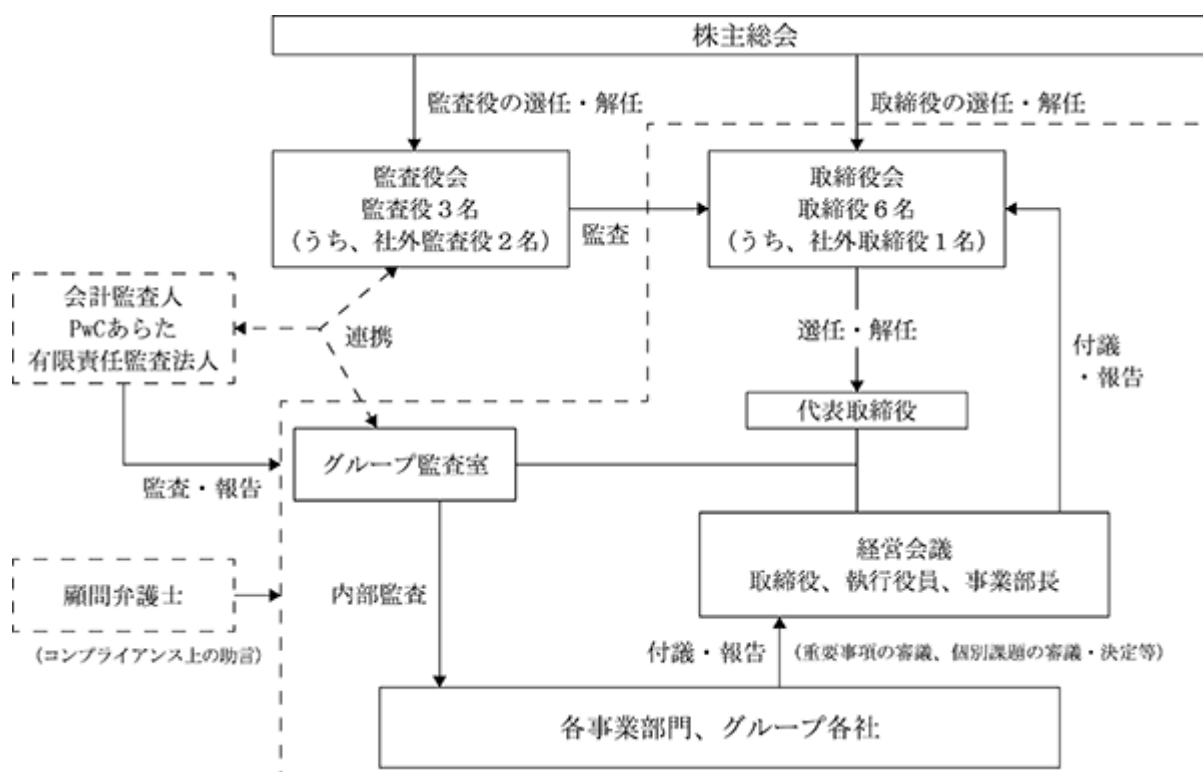 株主総会
監査役の選任・解任
取締役の選任・解任
監査役会
監査役３名
（うち、社外監査役２名）
監査
取締役会
取締役６名
（うち、社外取締役１名）
会計監査人
PwCあらた
有限責任監査法人
連携
選任・解任
付議
・報告
代表取締役
グループ監査室
監査・報告
経営会議
取締役、執行役員、事業部長
顧問弁護士
（コンプライアンス上の助言）
内部監査
付議・報告
（重要事項の審議、個別課題の審議・決定等）
各事業部門、グループ各社